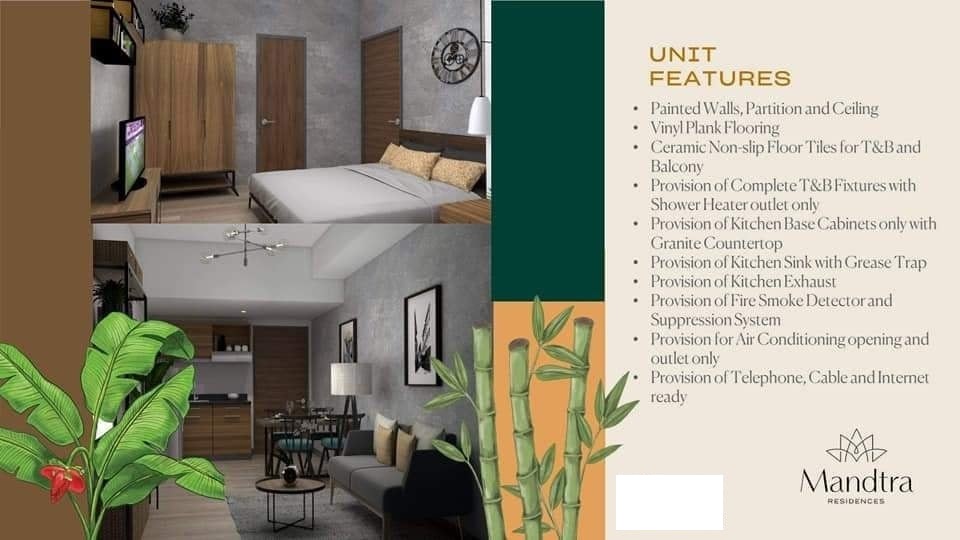 UNIT
FEATURES
• Painted Walls, Partition and Ceiling
• Vinyl Plank Flooring
• Ceramic Non-slip Floor Tiles for T&B and
Balcony
• Provision of Complete T&B Fixtures with
Shower Heater outlet only
• Provision of Kitchen Base Cabinets only with
Granite Countertop
• Provision of Kitchen Sink with Grease Trap
• Provision of Kitchen Exhaust
• Provision of Fire Smoke Detector and
Suppression System
• Provision for Air Conditioning opening and
outlet only
• Provision of Telephone, Cable and Internet
ready
Mandtra
RESIDENCES